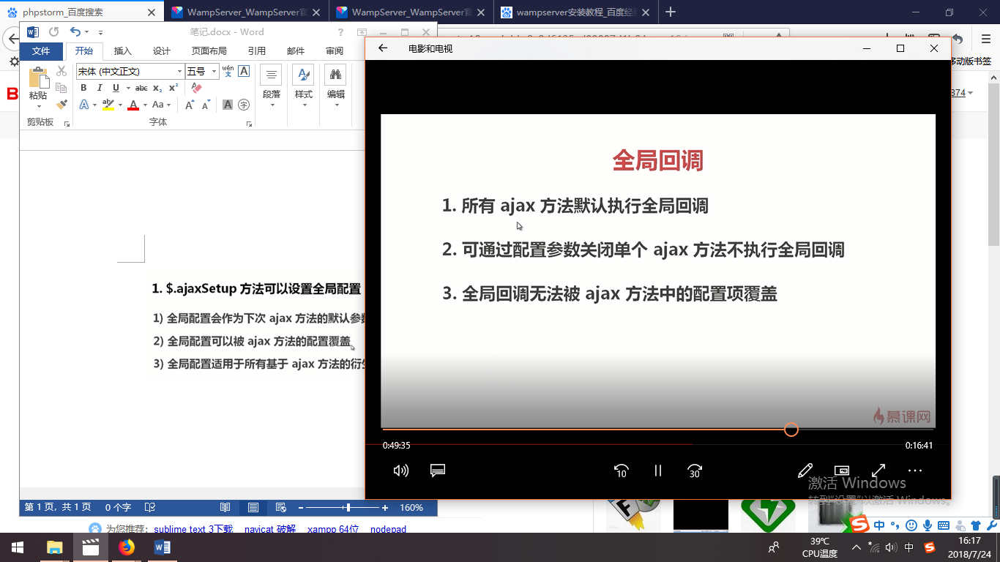 phpstorm_百度搜索
WampServer_WampServer官
WampServer_WampServer官
wampserver安装教程_百度经验
笔记.docx - Word
文件 开始 插入 设计 页面布局 引用 邮件 审阅
宋体 (中文正文) 五号
粘贴
段落 样式 编辑
剪贴板 字体
电影和电视
移动版书签
874
全局回调
1. 所有 ajax 方法默认执行全局回调
2. 可通过配置参数关闭单个 ajax 方法不执行全局回调
3. 全局回调无法被 ajax 方法中的配置项覆盖
慕课网
1. $.ajaxSetup 方法可以设置全局配置
1) 全局配置会作为下次 ajax 方法的默认参数
2) 全局配置可以被 ajax 方法的配置覆盖
3) 全局配置适用于所有基于 ajax 方法的衍生
0:49:35 0:16:41
10 30
激活 Windows
转到"设置"以激活 Windows。
第 1 页, 共 1 页 0 个字 160%
为您推荐: sublime text 3下载 navicat 破解 xampp 64位 nodepad
中
39℃
CPU温度
中
16:17
2018/7/24